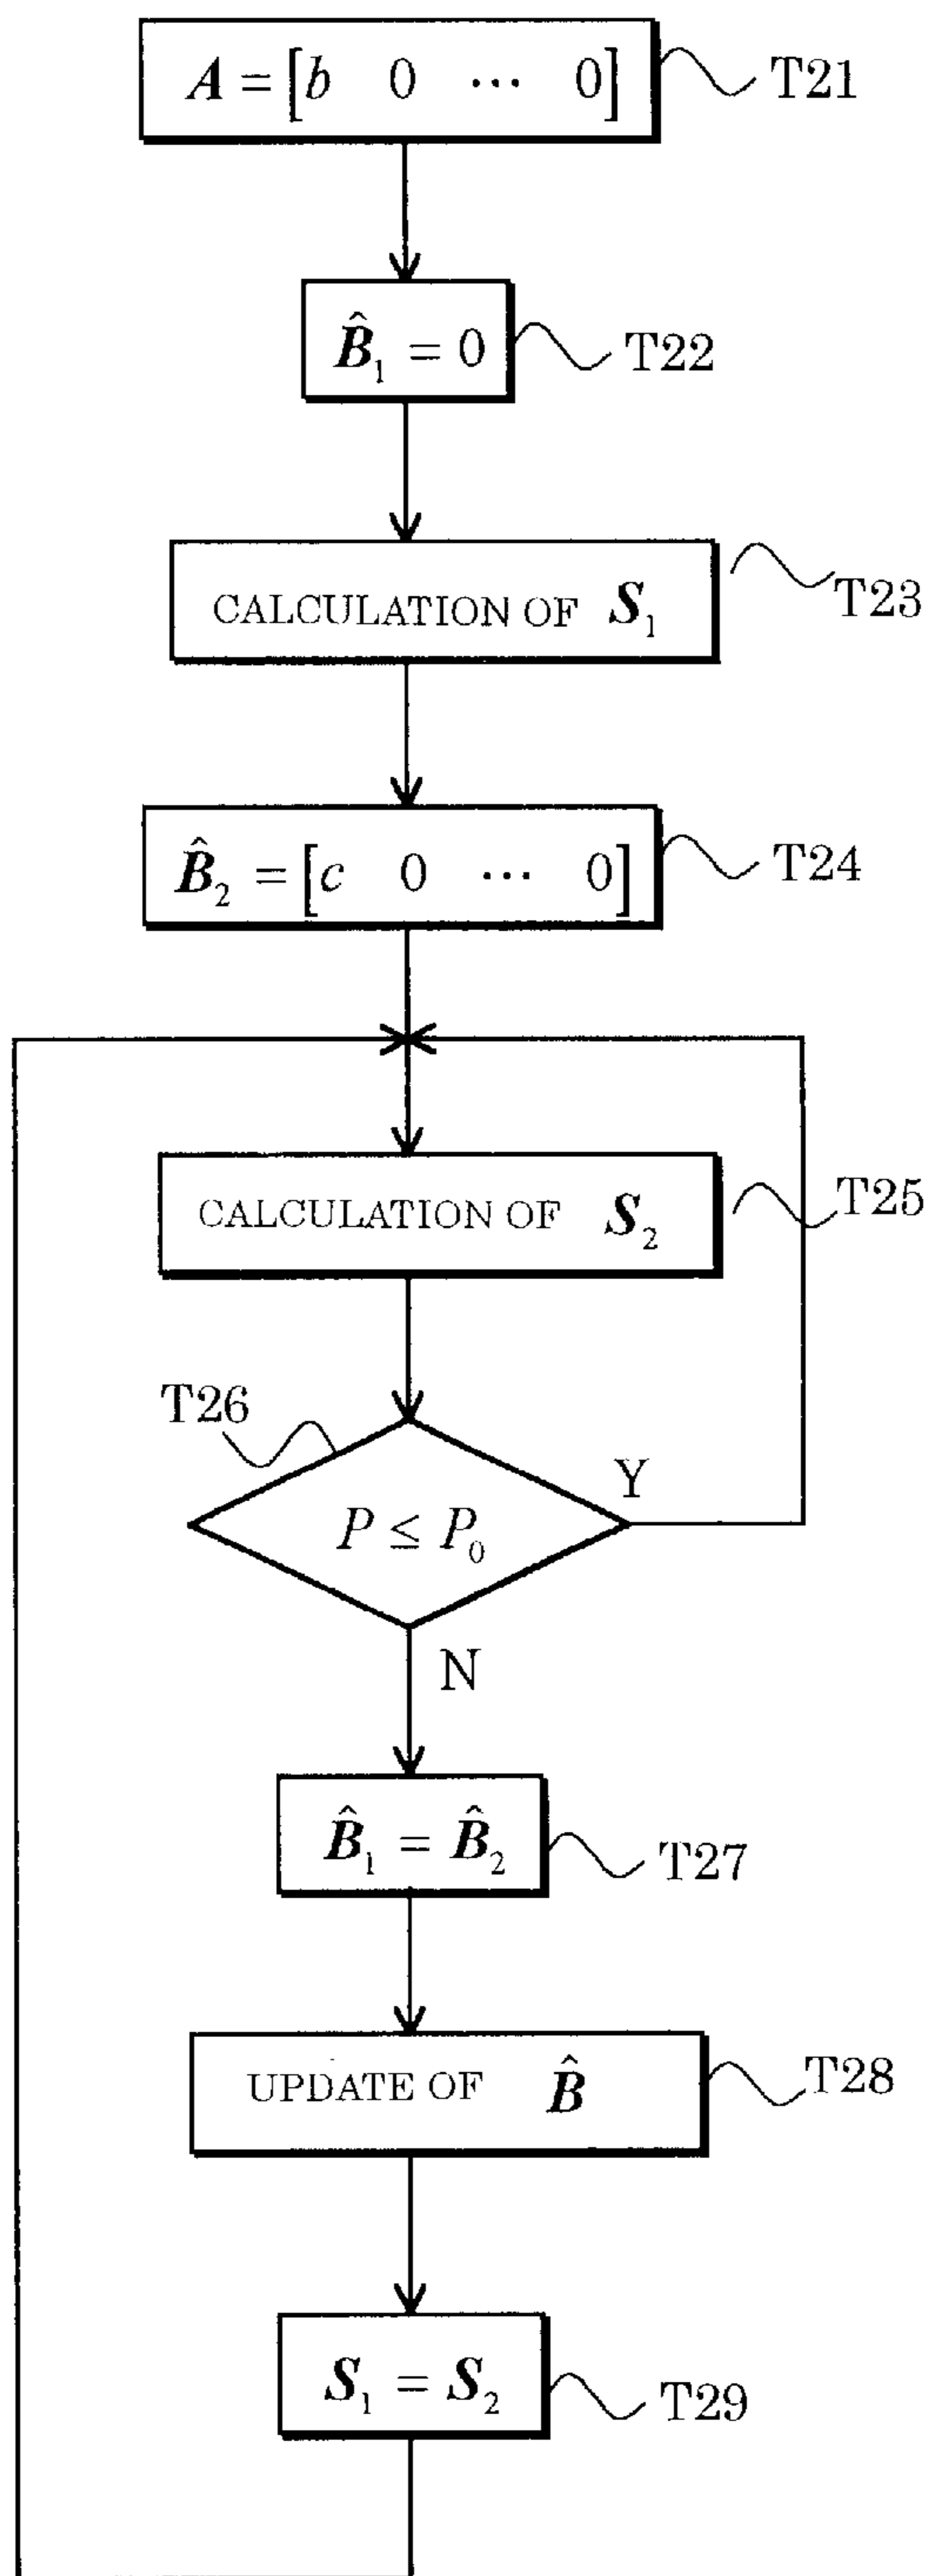 A = [b 0 ⋯ 0] T21
B̂₁ = 0 T22
CALCULATION OF S₁ T23
B̂₂ = [c 0 ⋯ 0] T24
CALCULATION OF S₂ T25
T26
P ≤ P₀ Y
N
B̂₁ = B̂₂ T27
UPDATE OF B̂ T28
S₁ = S₂ T29